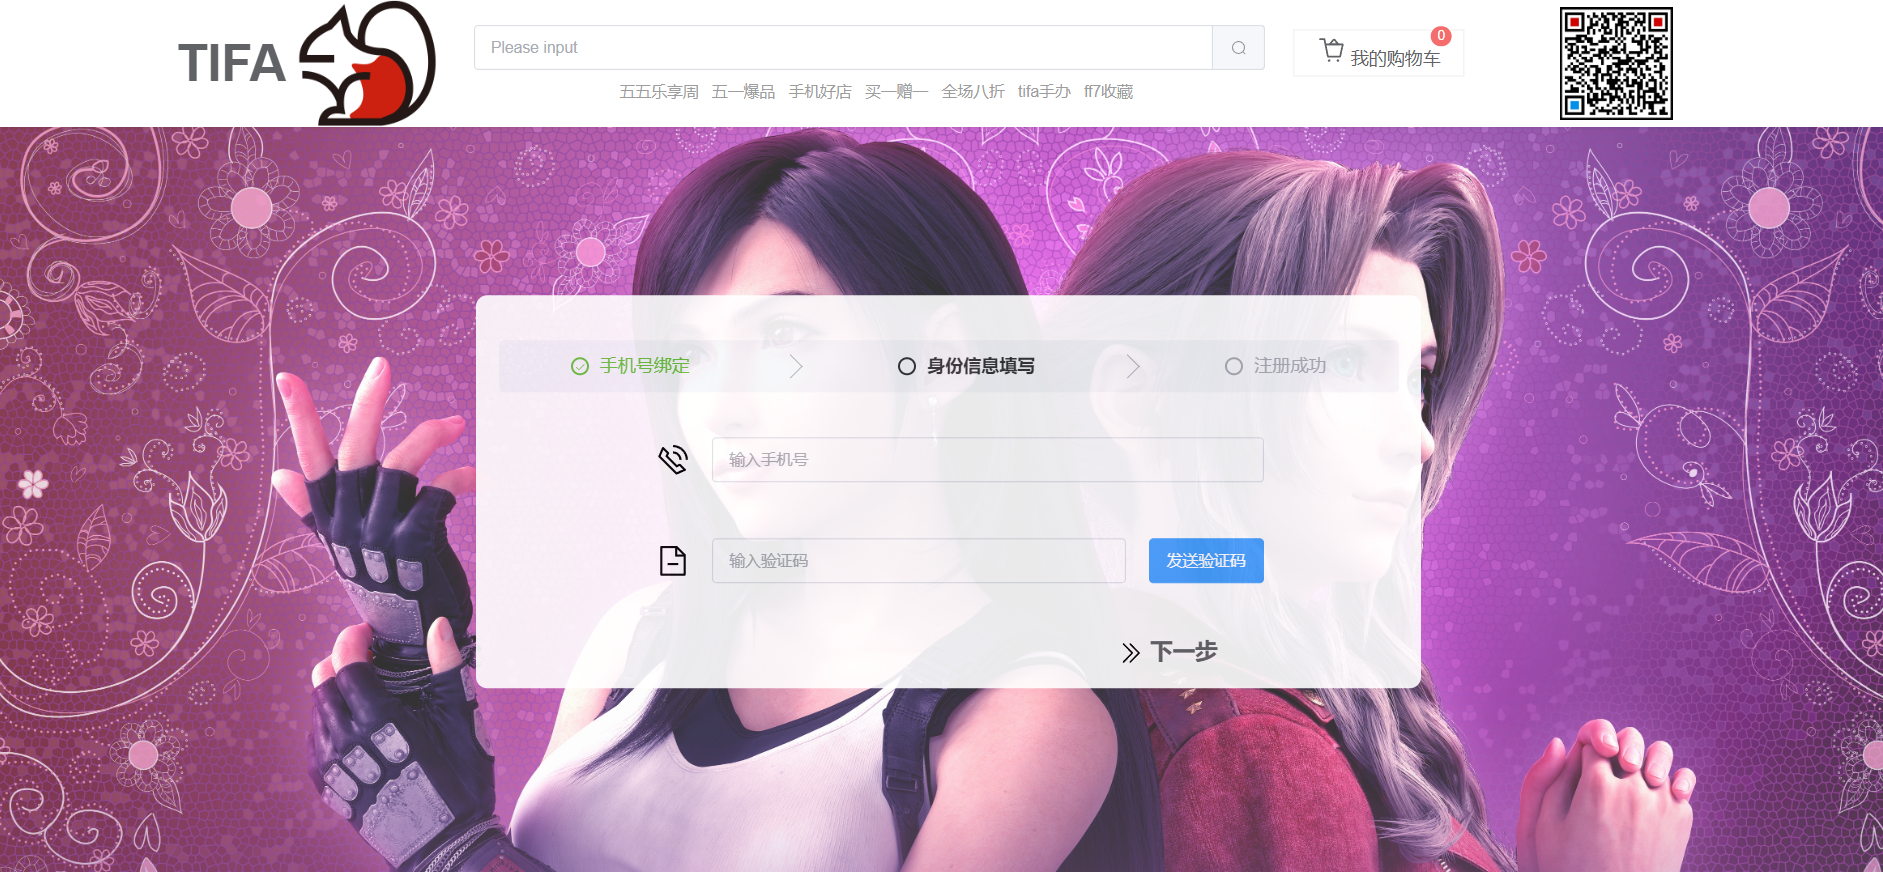 TIFA
Please input
0
我的购物车
五五乐享周 五一爆品 手机好店 买一赠一 全场八折 tifa手办 ff7收藏
手机号绑定
身份信息填写
注册成功
输入手机号
输入验证码
发送验证码
下一步